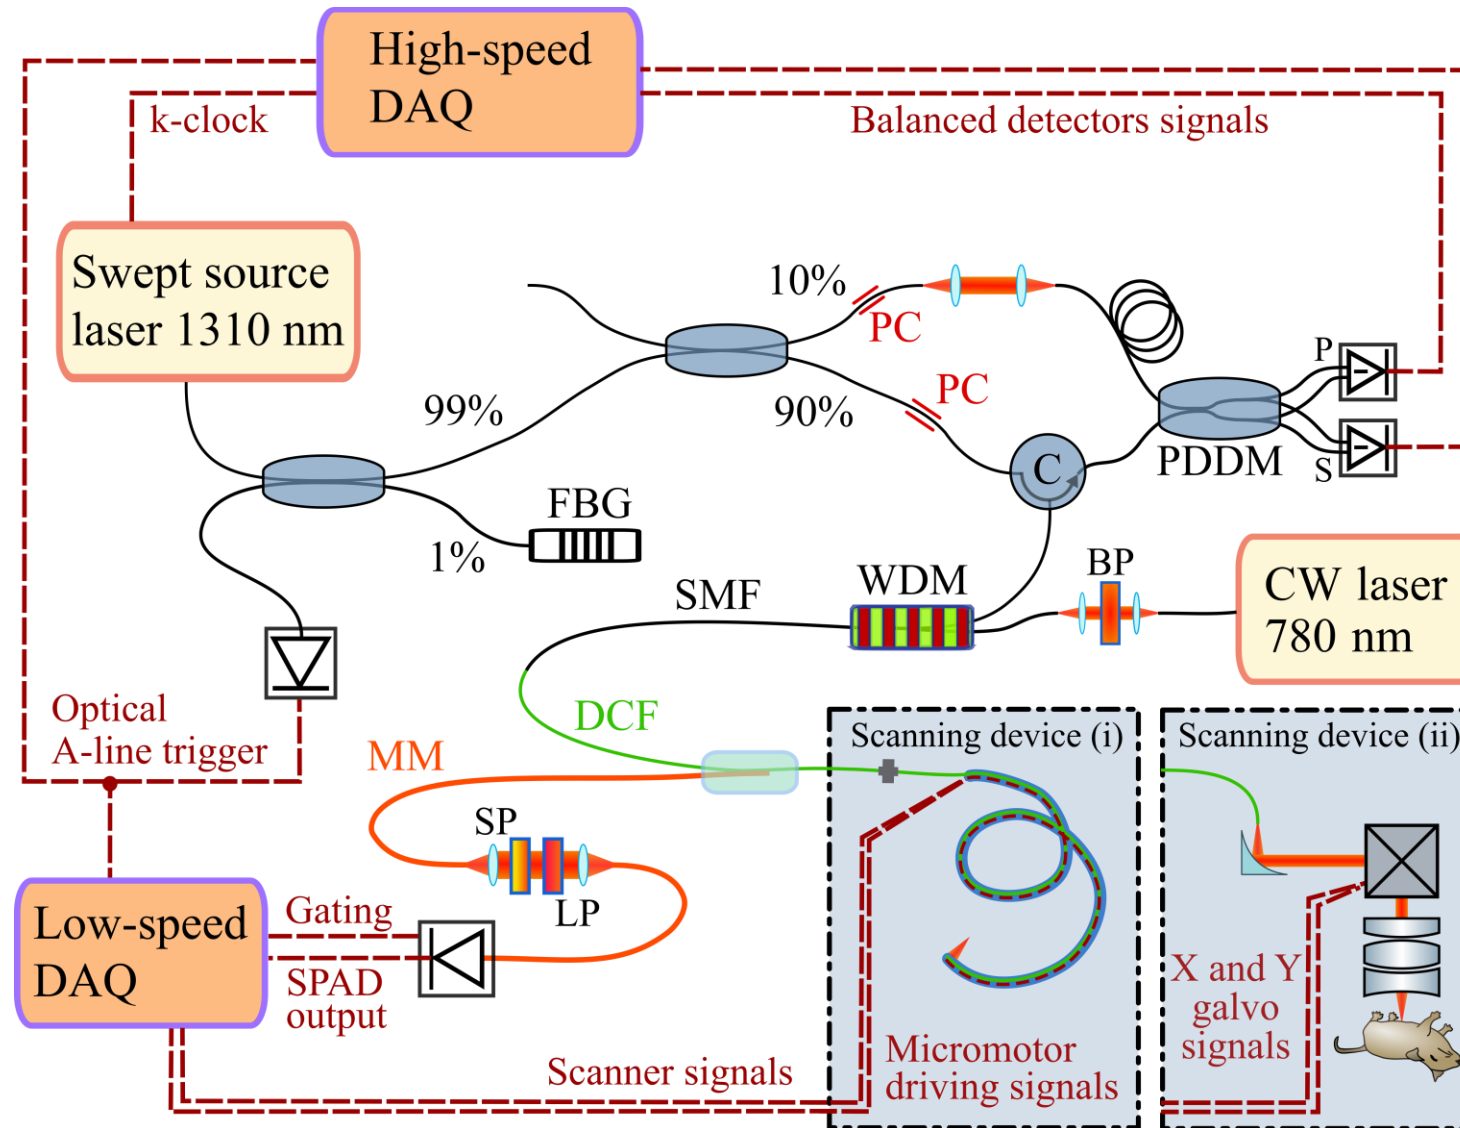 High-speed
DAQ
k-clock
Balanced detectors signals
Swept source
laser 1310 nm
10%
PC
P
99%
90%
PC
C
PDDM
S
FBG
1%
SMF
WDM
BP
CW laser
780 nm
Optical
A-line trigger
DCF
MM
Scanning device (i)
Scanning device (ii)
SP
LP
Low-speed
DAQ
Gating
SPAD
output
X and Y
galvo
signals
Micromotor
driving signals
Scanner signals